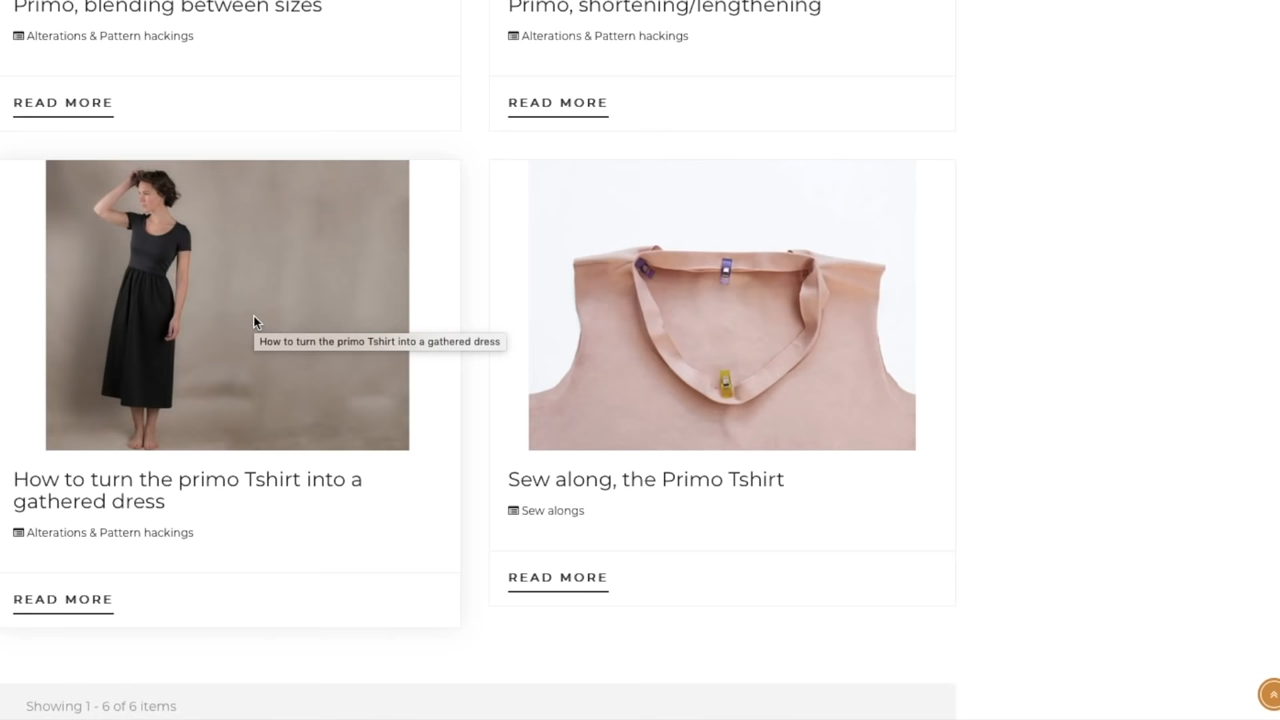 Primo, blending between sizes
Alterations & Pattern hackings
READ MORE
Primo, shortening/lengthening
Alterations & Pattern hackings
READ MORE
How to turn the primo Tshirt into a gathered dress
How to turn the primo Tshirt into a
gathered dress
Alterations & Pattern hackings
READ MORE
Sew along, the Primo Tshirt
Sew alongs
READ MORE
Showing 1 - 6 of 6 items